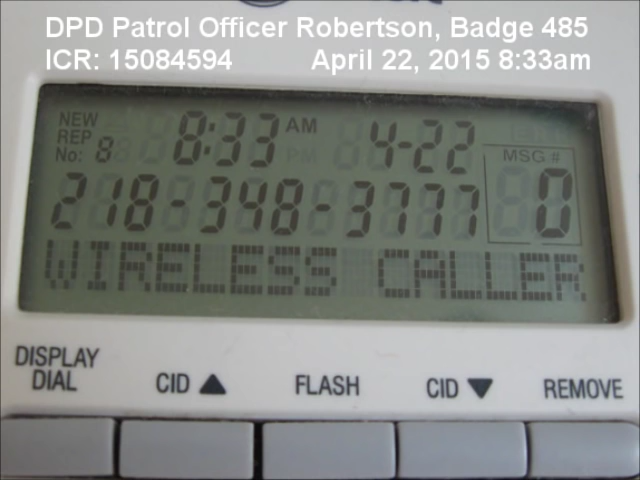 DPD Patrol Officer Robertson, Badge 485
ICR: 15084594 April 22, 2015 8:33am
NEW
REP
No: 8 8:33 AM 4-22
MSG #
218-348-3777 0
WIRELESS CALLER
DISPLAY
DIAL CID ▲ FLASH CID ▼ REMOVE